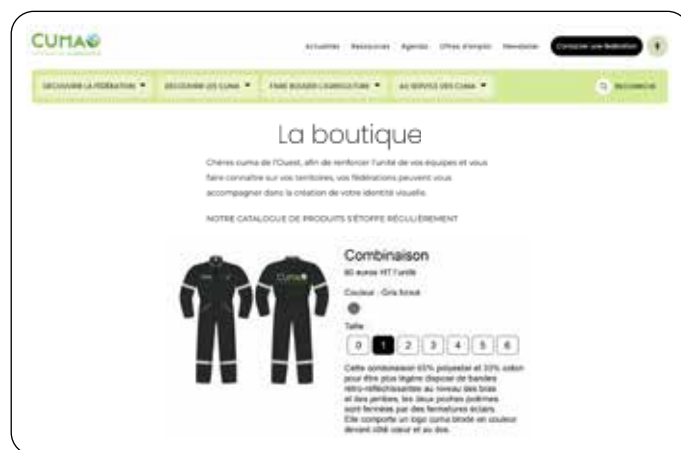 CUMA
Actualités Ressources Agenda Offres d'emploi Newsletter Contacter une fédération
DÉCOUVRIR LA FÉDÉRATION DÉCOUVRIR LES CUMA FAIRE BOUGER L'AGRICULTURE AU SERVICE DES CUMA RECHERCHE
La boutique
Chères cuma de l'Ouest, afin de renforcer l'unité de vos équipes et vous
faire connaître sur vos territoires, vos fédérations peuvent vous
accompagner dans la création de votre identité visuelle.
NOTRE CATALOGUE DE PRODUITS S'ÉTOFFE RÉGULIÈREMENT
Combinaison
80 euros HT l'unité
Couleur : Gris foncé
Taille
0 1 2 3 4 5 6
Cette combinaison 65% polyester et 35% coton
pour être plus légère dispose de bandes
rétro-réfléchissantes au niveau des bras
et des jambes, les deux poches poitrines
sont fermées par des fermetures éclairs.
Elle comporte un logo cuma brodé en couleur
devant côté cœur et au dos.
CUMA